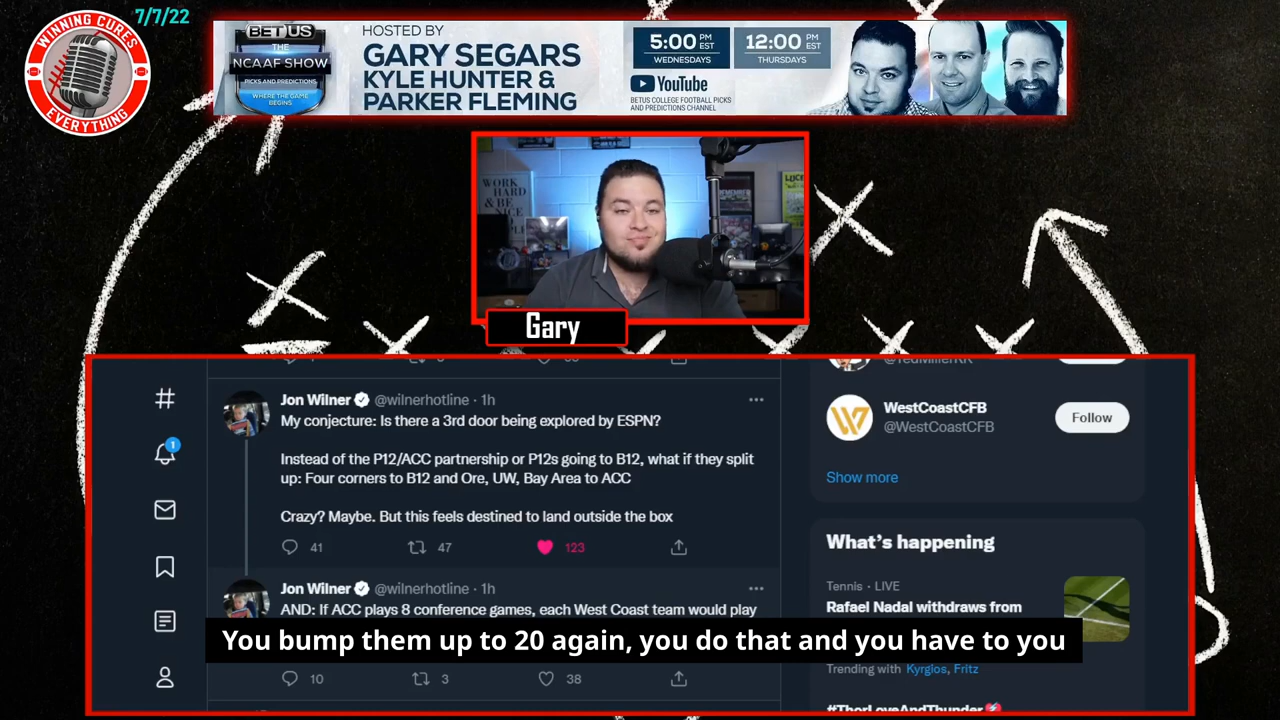 7/7/22
WINNING CURES
EVERYTHING
BETUS
THE
NCAAF SHOW
PICKS AND PREDICTIONS
WHERE THE GAME
BEGINS
HOSTED BY
GARY SEGARS
KYLE HUNTER &
PARKER FLEMING
5:00 PM EST
WEDNESDAYS
12:00 PM EST
THURSDAYS
YouTube
BETUS COLLEGE FOOTBALL PICKS
AND PREDICTIONS CHANNEL
WORK
HARD
& BE
NICE
Gary
Jon Wilner @wilnerhotline · 1h
My conjecture: Is there a 3rd door being explored by ESPN?
Instead of the P12/ACC partnership or P12s going to B12, what if they split
up: Four corners to B12 and Ore, UW, Bay Area to ACC
Crazy? Maybe. But this feels destined to land outside the box
41 47 123
Jon Wilner @wilnerhotline · 1h
AND: If ACC plays 8 conference games, each West Coast team would play
10 3 38
1
@TedMillerRK
WestCoastCFB
@WestCoastCFB
Follow
Show more
What's happening
Tennis · LIVE
Rafael Nadal withdraws from
Trending with Kyrgios, Fritz
#ThorLoveAndThunder
You bump them up to 20 again, you do that and you have to you